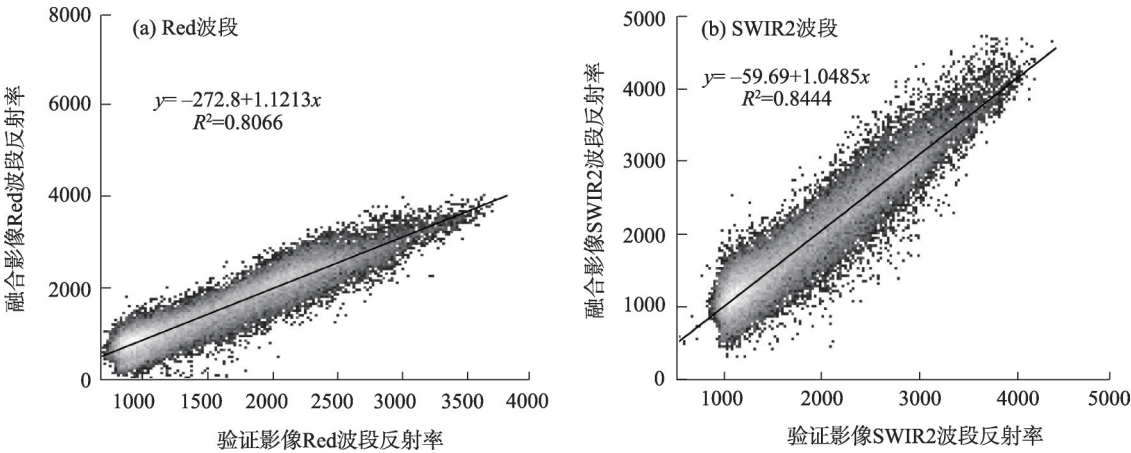 (a) Red波段
y= –272.8+1.1213x
R²=0.8066
8000
6000
4000
2000
0
1000
1500
2000
2500
3000
3500
4000
融合影像Red波段反射率
验证影像Red波段反射率
(b) SWIR2波段
y= –59.69+1.0485x
R²=0.8444
5000
4000
3000
2000
1000
0
1000
2000
3000
4000
5000
融合影像SWIR2波段反射率
验证影像SWIR2波段反射率